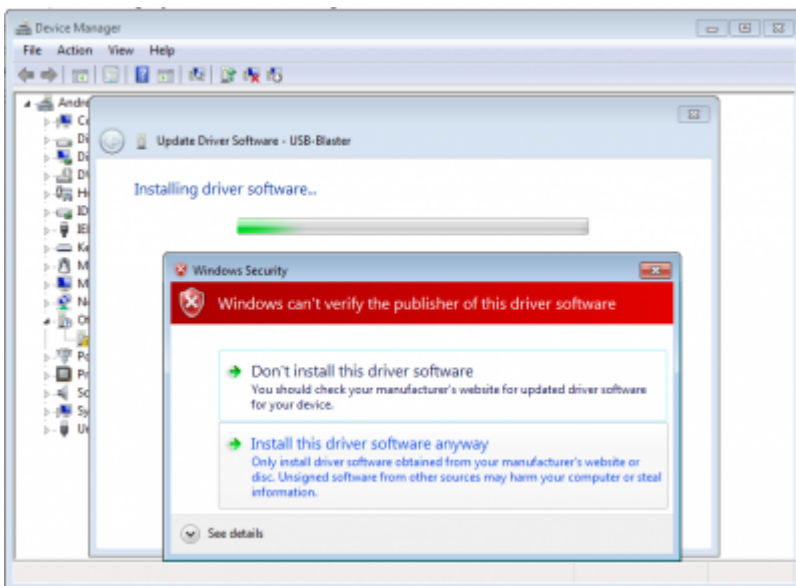 Device Manager
File Action View Help
Andre
Update Driver Software - USB-Blaster
Installing driver software...
Windows Security
Windows can't verify the publisher of this driver software
Don't install this driver software
You should check your manufacturer's website for updated driver software
for your device.
Install this driver software anyway
Only install driver software obtained from your manufacturer's website or
disc. Unsigned software from other sources may harm your computer or steal
information.
See details